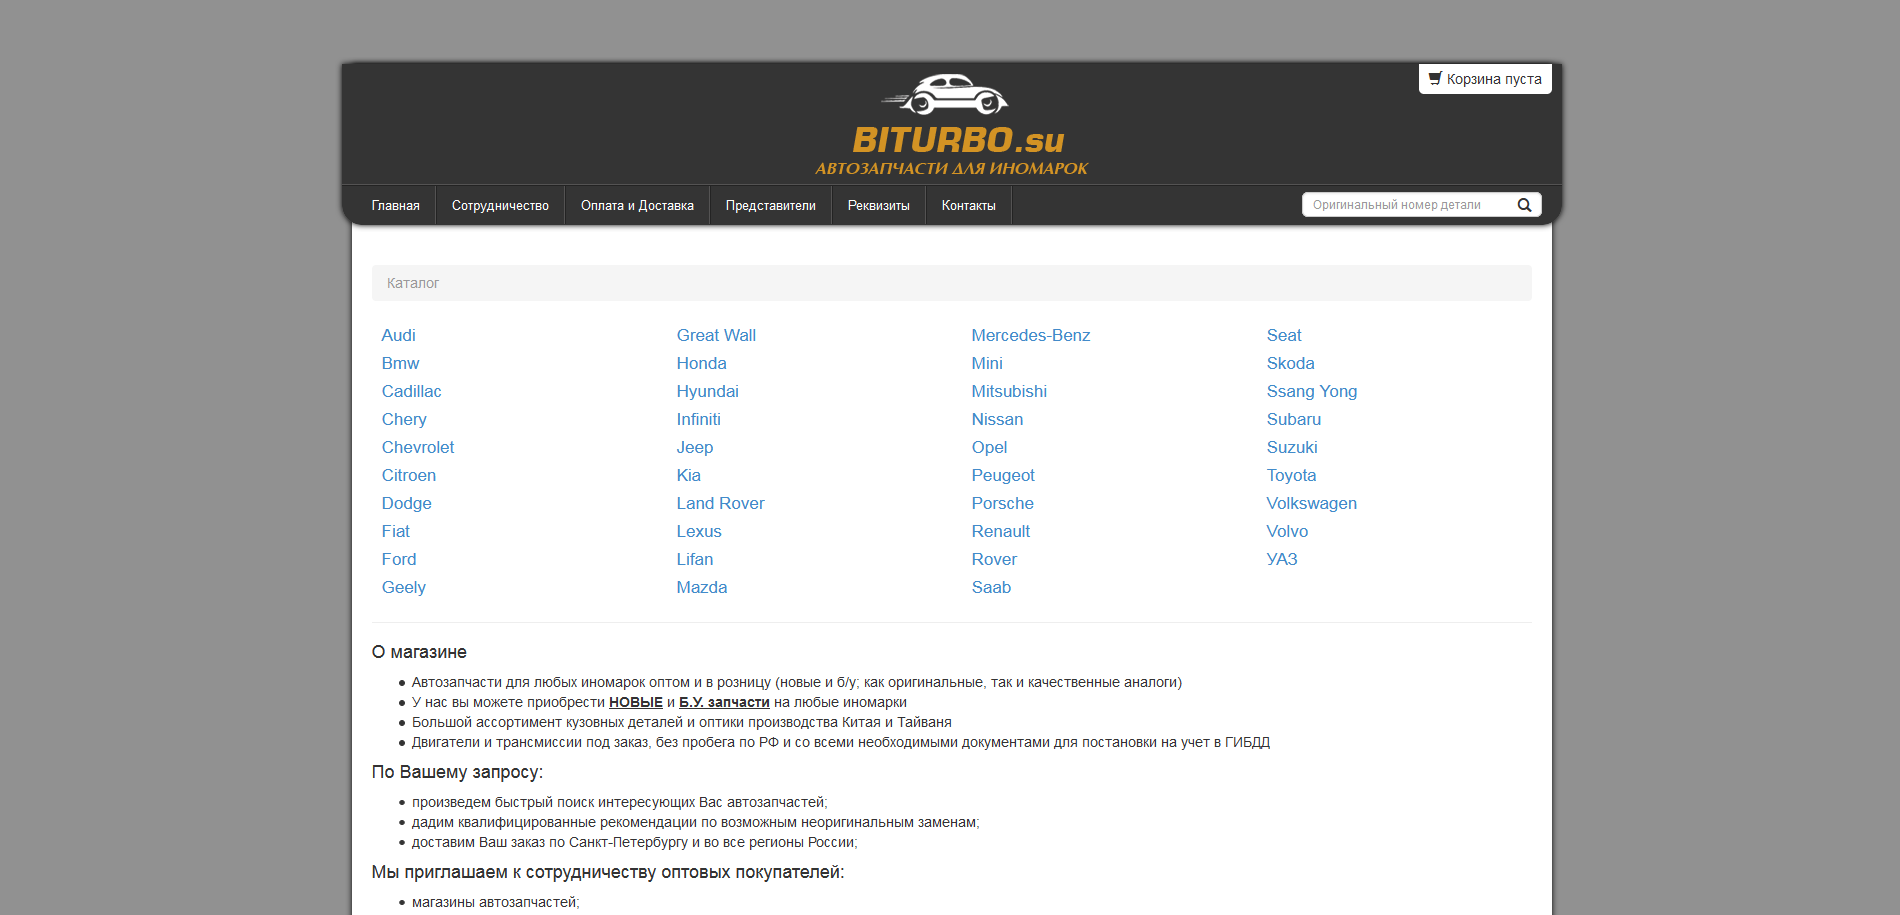 Корзина пуста
BITURBO.su
АВТОЗАПЧАСТИ ДЛЯ ИНОМАРОК
Главная Сотрудничество Оплата и Доставка Представители Реквизиты Контакты Оригинальный номер детали
Каталог
Audi Great Wall Mercedes-Benz Seat
Bmw Honda Mini Skoda
Cadillac Hyundai Mitsubishi Ssang Yong
Chery Infiniti Nissan Subaru
Chevrolet Jeep Opel Suzuki
Citroen Kia Peugeot Toyota
Dodge Land Rover Porsche Volkswagen
Fiat Lexus Renault Volvo
Ford Lifan Rover УАЗ
Geely Mazda Saab
О магазине
Автозапчасти для любых иномарок оптом и в розницу (новые и б/у; как оригинальные, так и качественные аналоги)
У нас вы можете приобрести НОВЫЕ и Б.У. запчасти на любые иномарки
Большой ассортимент кузовных деталей и оптики производства Китая и Тайваня
Двигатели и трансмиссии под заказ, без пробега по РФ и со всеми необходимыми документами для постановки на учет в ГИБДД
По Вашему запросу:
произведем быстрый поиск интересующих Вас автозапчастей;
дадим квалифицированные рекомендации по возможным неоригинальным заменам;
доставим Ваш заказ по Санкт-Петербургу и во все регионы России;
Мы приглашаем к сотрудничеству оптовых покупателей:
магазины автозапчастей;